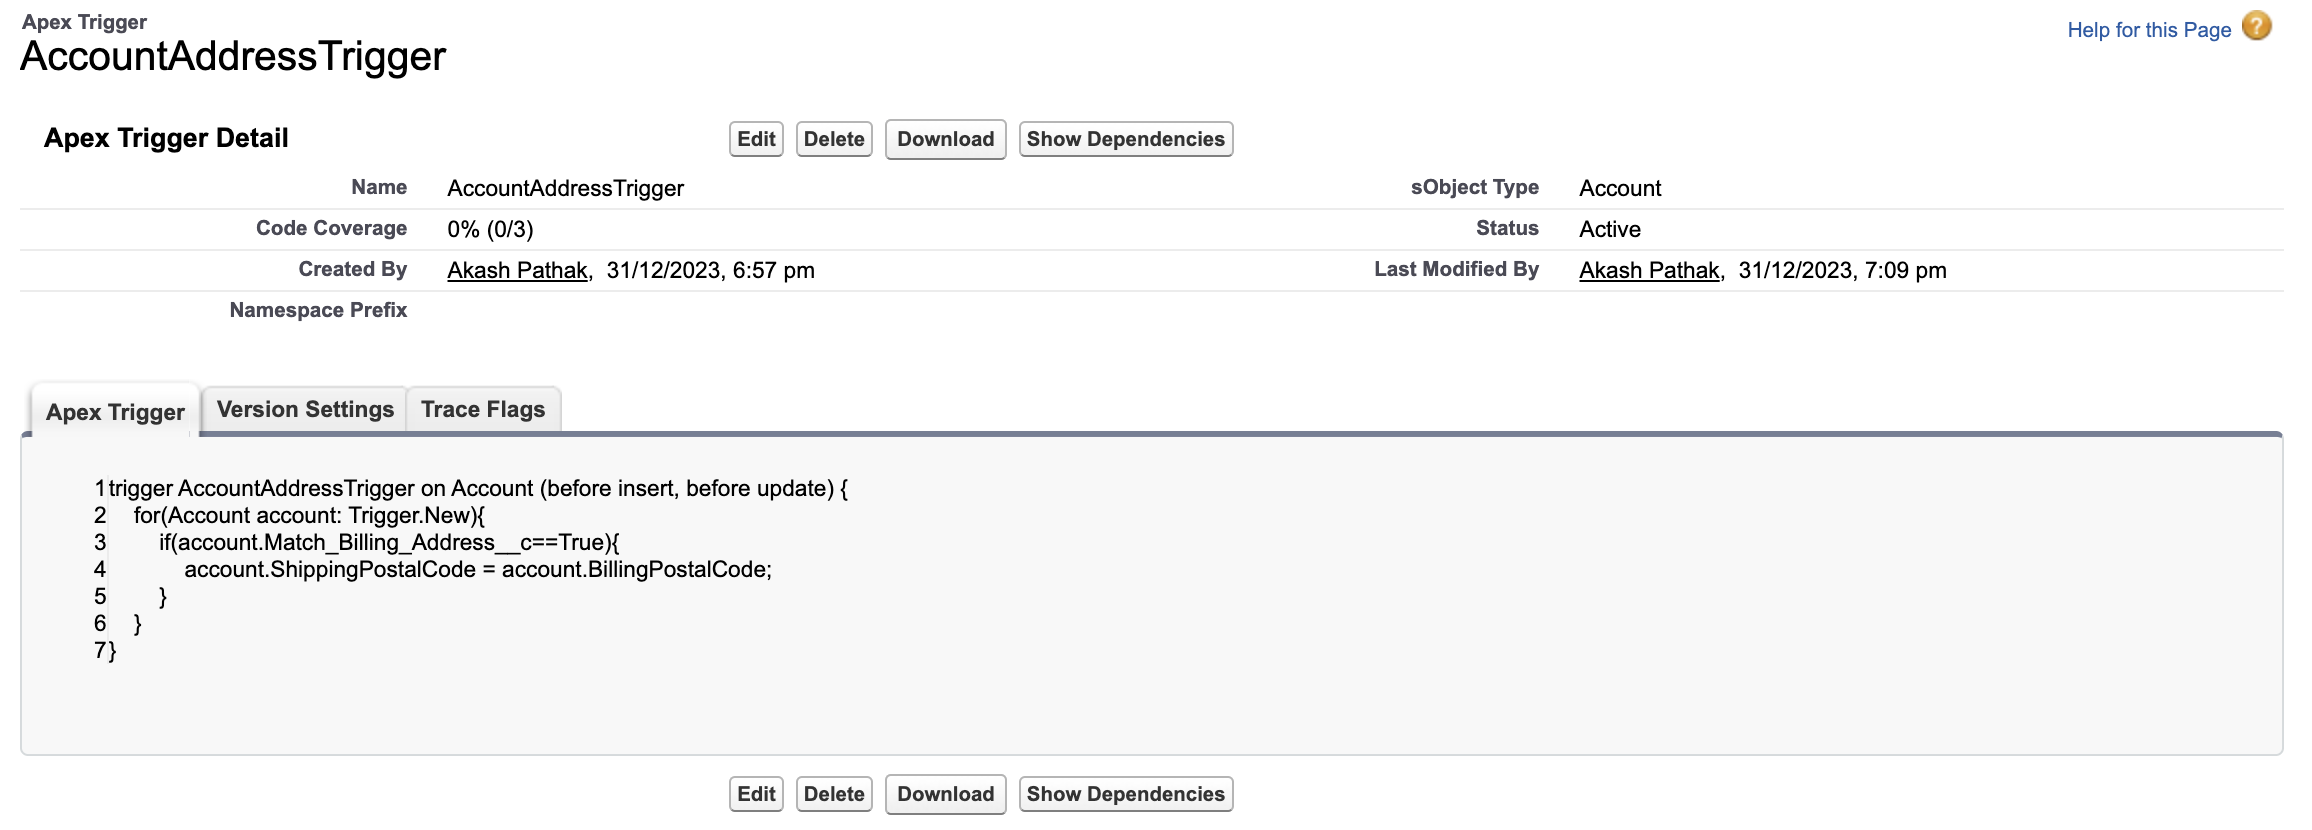 Apex Trigger
AccountAddressTrigger
Help for this Page ?
Apex Trigger Detail
Edit Delete Download Show Dependencies
Name AccountAddressTrigger sObject Type Account
Code Coverage 0% (0/3) Status Active
Created By Akash Pathak, 31/12/2023, 6:57 pm Last Modified By Akash Pathak, 31/12/2023, 7:09 pm
Namespace Prefix
Apex Trigger Version Settings Trace Flags
1 trigger AccountAddressTrigger on Account (before insert, before update) {
2     for(Account account: Trigger.New){
3         if(account.Match_Billing_Address__c==True){
4             account.ShippingPostalCode = account.BillingPostalCode;
5         }
6     }
7 }
Edit Delete Download Show Dependencies